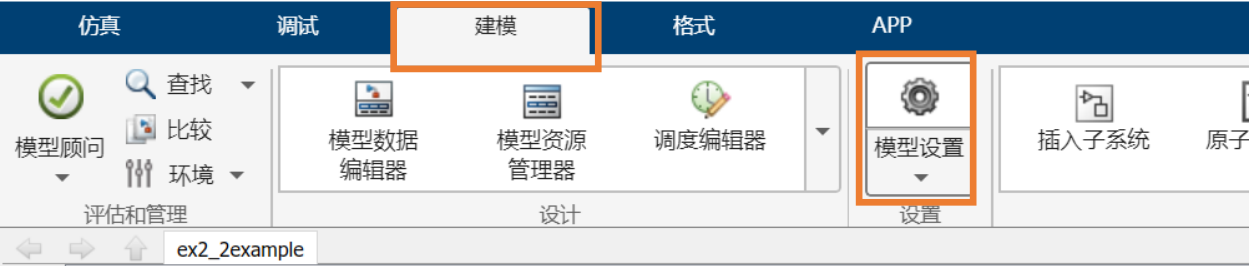 仿真
调试
建模
格式
APP
模型顾问
查找
比较
环境
评估和管理
模型数据
编辑器
模型资源
管理器
调度编辑器
设计
模型设置
设置
插入子系统
原子
ex2_2example